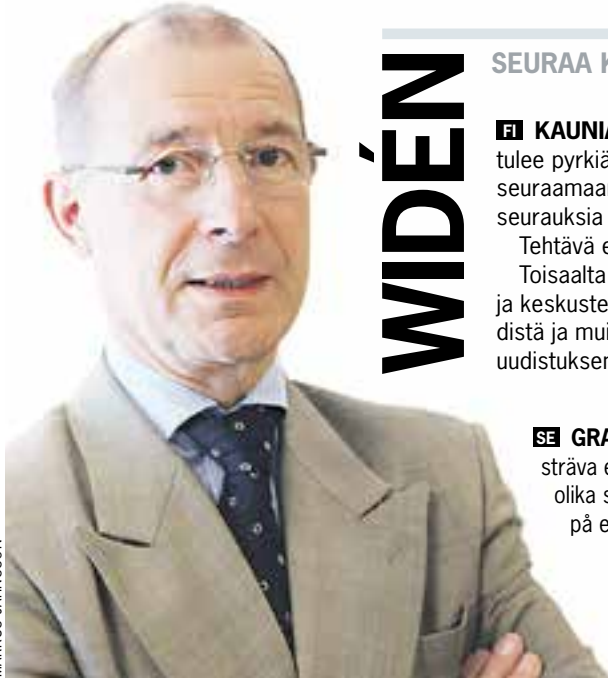 WIDÉN
SEURAA K
FI KAUNIA
tulee pyrkiä
seuraamaan
seurauksia
Tehtävä e
Toisaalta
ja keskuste
distä ja mui
uudistuksen
SE GRA
sträva e
olika s
på e